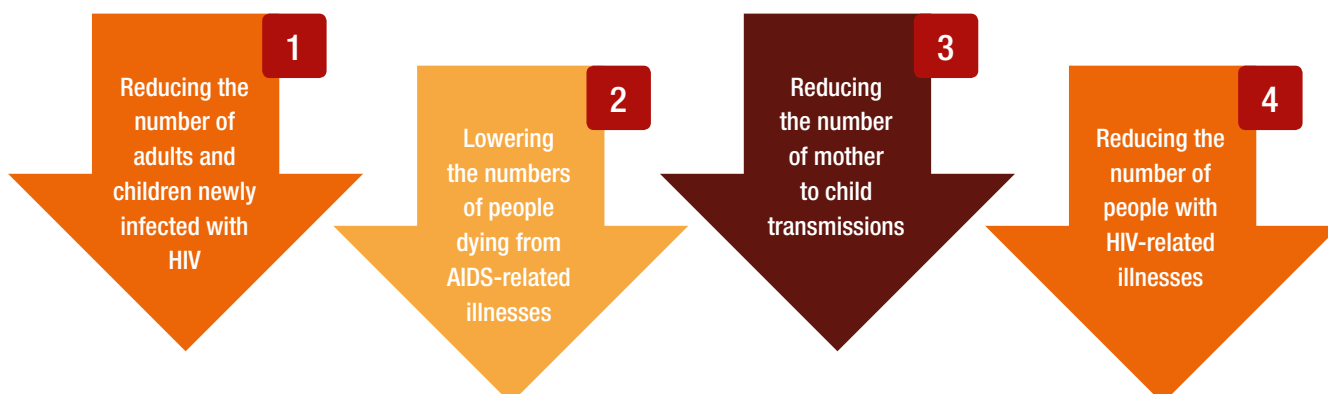 1
Reducing the
number of
adults and
children newly
infected with
HIV
2
Lowering
the numbers
of people
dying from
AIDS-related
illnesses
3
Reducing
the number
of mother
to child
transmissions
4
Reducing the
number of
people with
HIV-related
illnesses